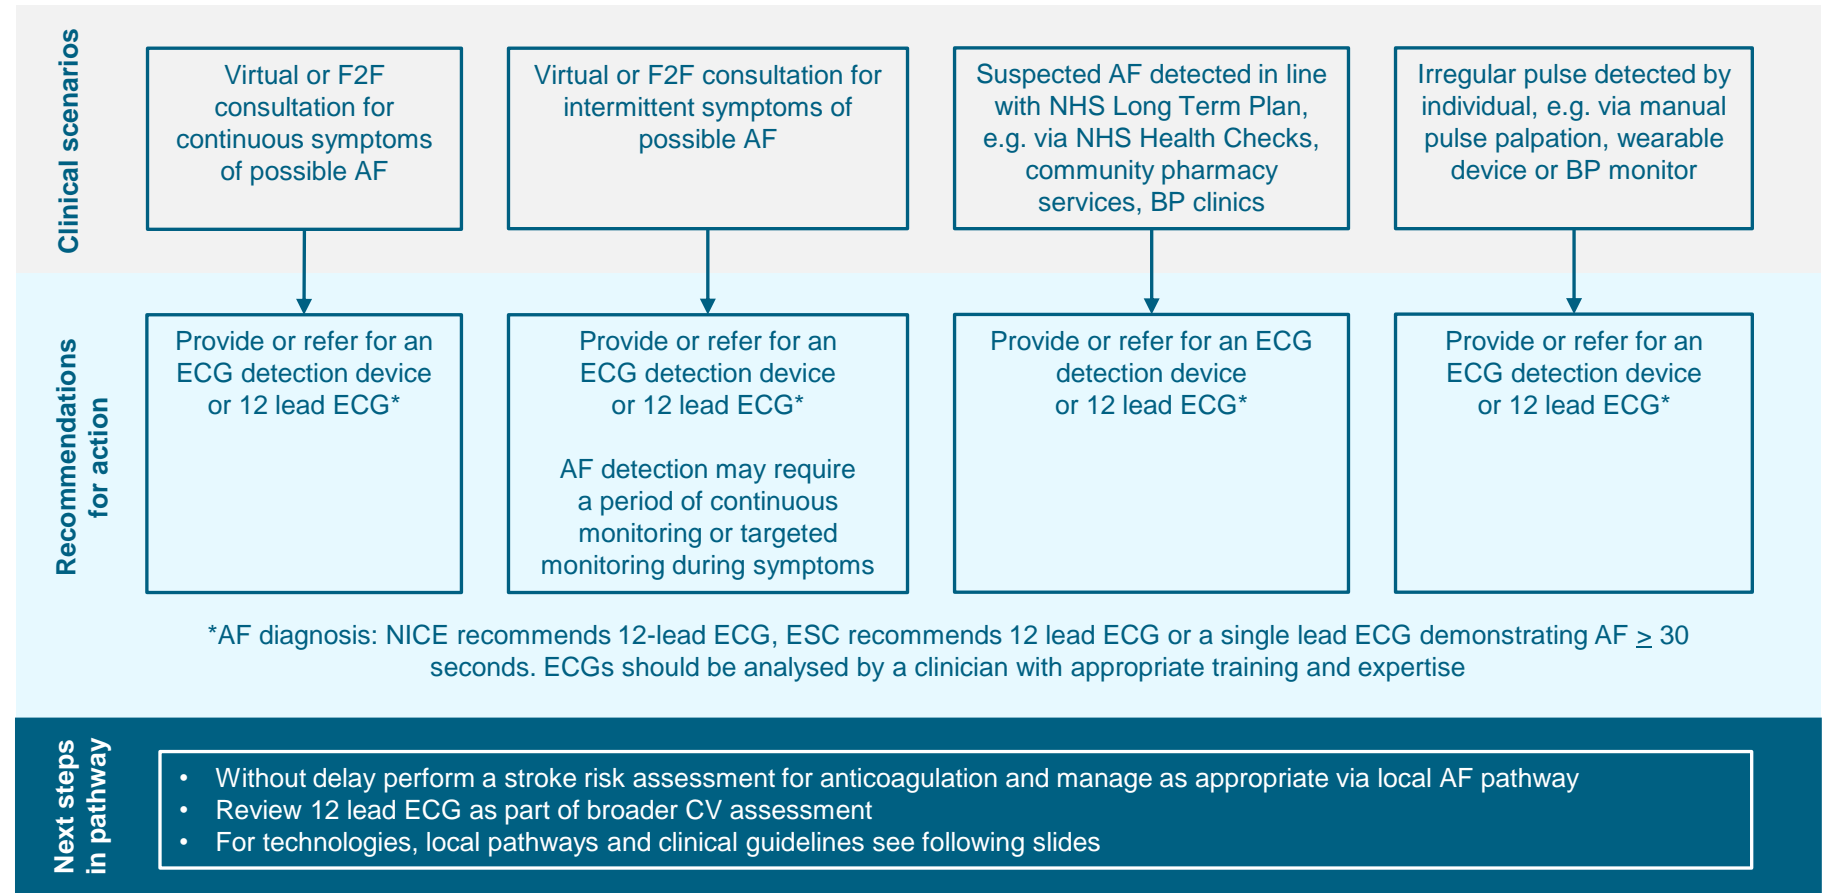 Clinical scenarios
Virtual or F2F
consultation for
continuous symptoms
of possible AF
Virtual or F2F consultation for
intermittent symptoms of
possible AF
Suspected AF detected in line
with NHS Long Term Plan,
e.g. via NHS Health Checks,
community pharmacy
services, BP clinics
Irregular pulse detected by
individual, e.g. via manual
pulse palpation, wearable
device or BP monitor
Recommendations
for action
Provide or refer for an
ECG detection device
or 12 lead ECG*
Provide or refer for an
ECG detection device
or 12 lead ECG*
AF detection may require
a period of continuous
monitoring or targeted
monitoring during symptoms
Provide or refer for an ECG
detection device
or 12 lead ECG*
Provide or refer for an
ECG detection device
or 12 lead ECG*
*AF diagnosis: NICE recommends 12-lead ECG, ESC recommends 12 lead ECG or a single lead ECG demonstrating AF ≥ 30
seconds. ECGs should be analysed by a clinician with appropriate training and expertise
Next steps
in pathway
• Without delay perform a stroke risk assessment for anticoagulation and manage as appropriate via local AF pathway
• Review 12 lead ECG as part of broader CV assessment
• For technologies, local pathways and clinical guidelines see following slides